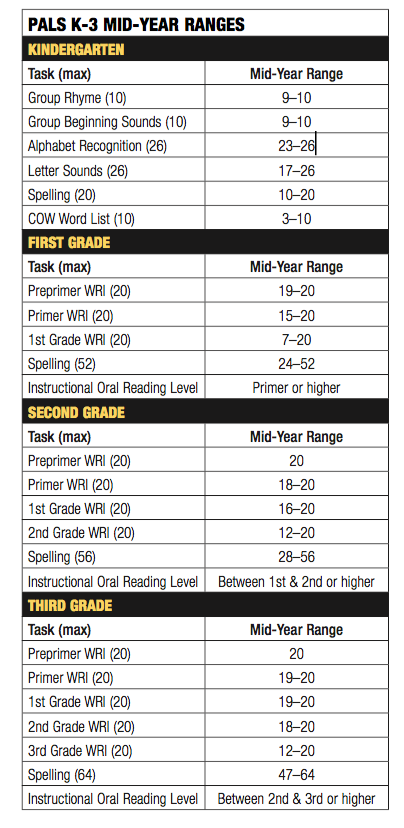 PALS K-3 MID-YEAR RANGES
KINDERGARTEN
Task (max) Mid-Year Range
Group Rhyme (10) 9–10
Group Beginning Sounds (10) 9–10
Alphabet Recognition (26) 23–26
Letter Sounds (26) 17–26
Spelling (20) 10–20
COW Word List (10) 3–10
FIRST GRADE
Task (max) Mid-Year Range
Preprimer WRI (20) 19–20
Primer WRI (20) 15–20
1st Grade WRI (20) 7–20
Spelling (52) 24–52
Instructional Oral Reading Level Primer or higher
SECOND GRADE
Task (max) Mid-Year Range
Preprimer WRI (20) 20
Primer WRI (20) 18–20
1st Grade WRI (20) 16–20
2nd Grade WRI (20) 12–20
Spelling (56) 28–56
Instructional Oral Reading Level Between 1st & 2nd or higher
THIRD GRADE
Task (max) Mid-Year Range
Preprimer WRI (20) 20
Primer WRI (20) 19–20
1st Grade WRI (20) 19–20
2nd Grade WRI (20) 18–20
3rd Grade WRI (20) 12–20
Spelling (64) 47–64
Instructional Oral Reading Level Between 2nd & 3rd or higher